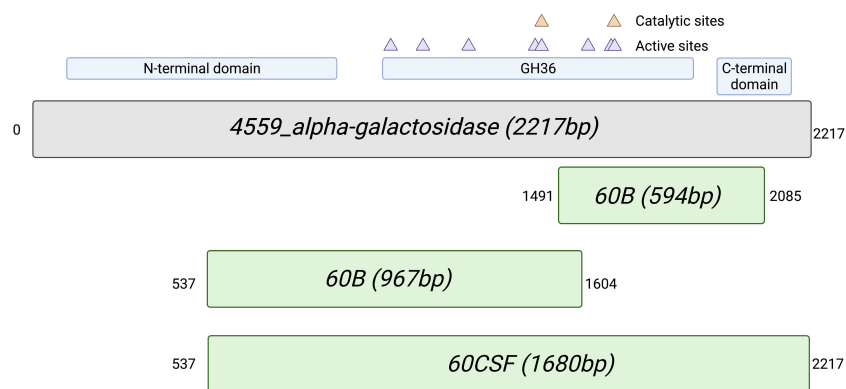 Catalytic sites
Active sites
N-terminal domain
GH36
C-terminal
domain
0
4559_alpha-galactosidase (2217bp)
2217
1491
60B (594bp)
2085
537
60B (967bp)
1604
537
60CSF (1680bp)
2217